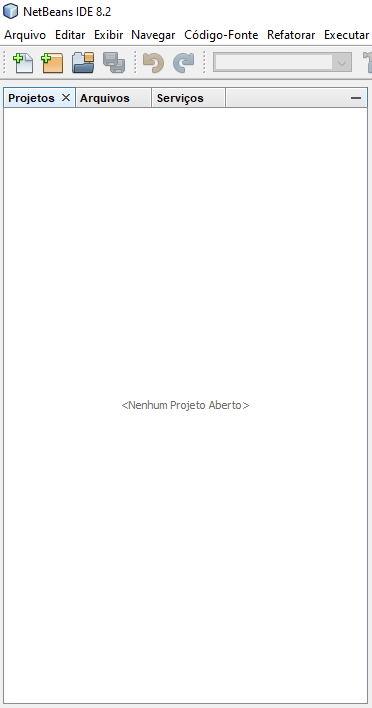 NetBeans IDE 8.2
Arquivo Editar Exibir Navegar Código-Fonte Refatorar Executar
Projetos Arquivos Serviços
<Nenhum Projeto Aberto>